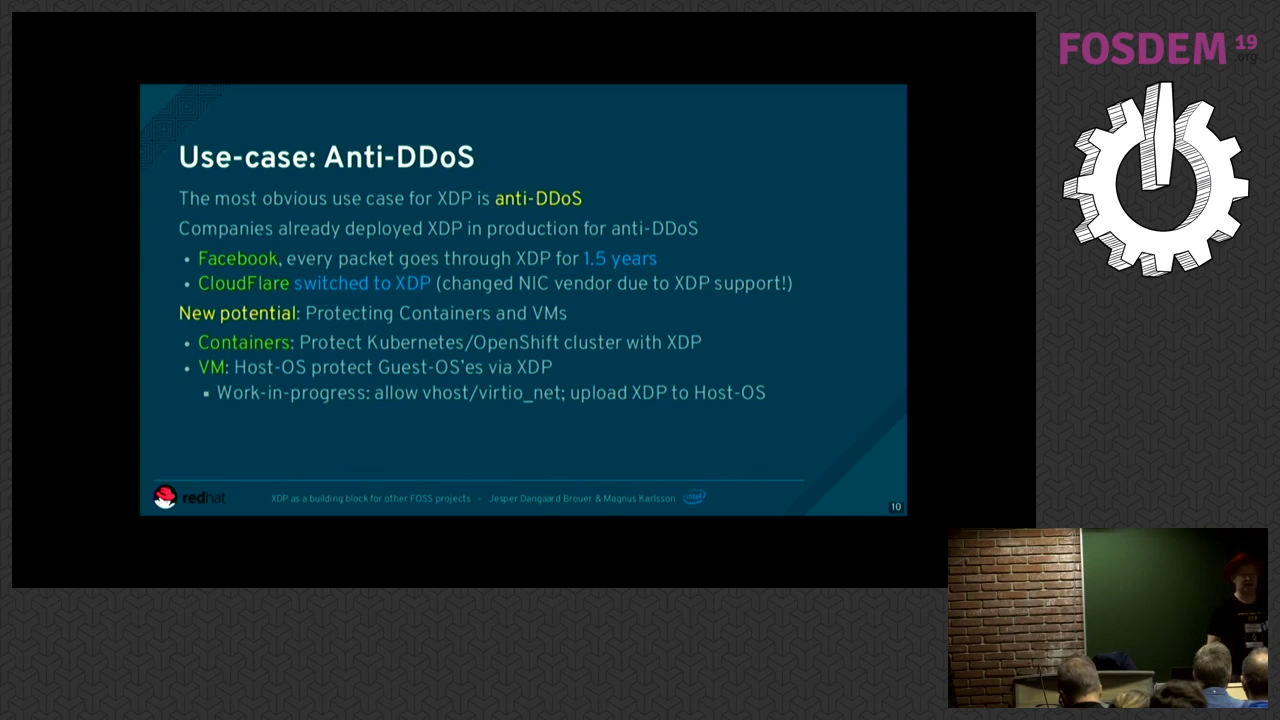 FOSDEM 19
.org
Use-case: Anti-DDoS
The most obvious use case for XDP is anti-DDoS
Companies already deployed XDP in production for anti-DDoS
• Facebook, every packet goes through XDP for 1.5 years
• CloudFlare switched to XDP (changed NIC vendor due to XDP support!)
New potential: Protecting Containers and VMs
• Containers: Protect Kubernetes/OpenShift cluster with XDP
• VM: Host-OS protect Guest-OS'es via XDP
▪ Work-in-progress: allow vhost/virtio_net; upload XDP to Host-OS
redhat
XDP as a building block for other FOSS projects - Jesper Dangaard Brouer & Magnus Karlsson
intel
10